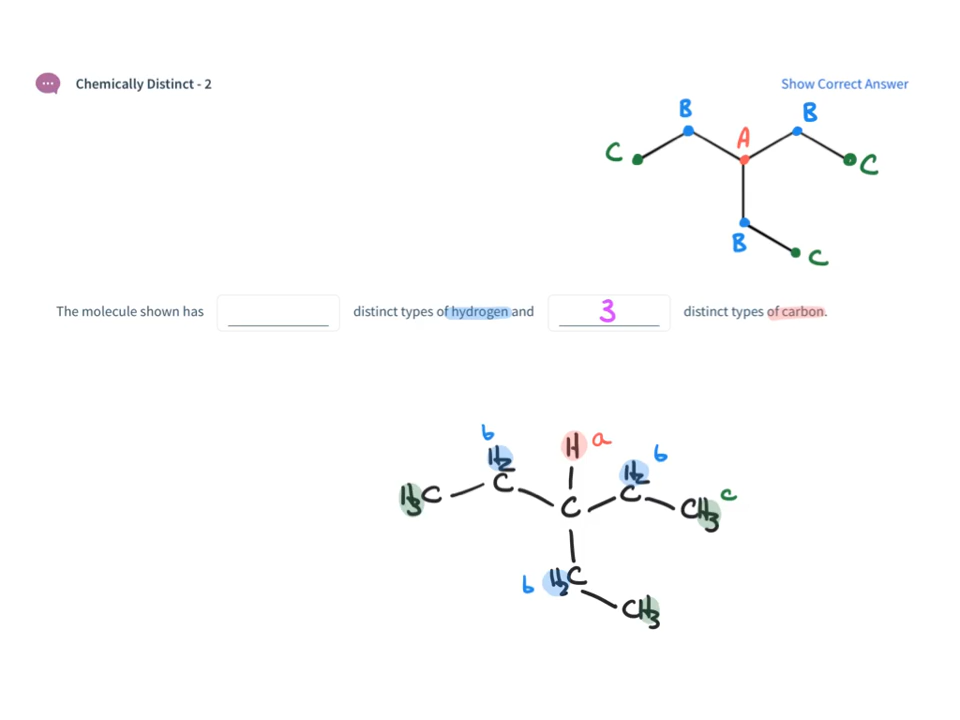 Chemically Distinct - 2
Show Correct Answer
B
B
A
C
C
B
C
The molecule shown has distinct types of hydrogen and 3 distinct types of carbon.
b
H a
H2
b
H2
H3C
C
C
C
CH3 c
b H2C
CH3